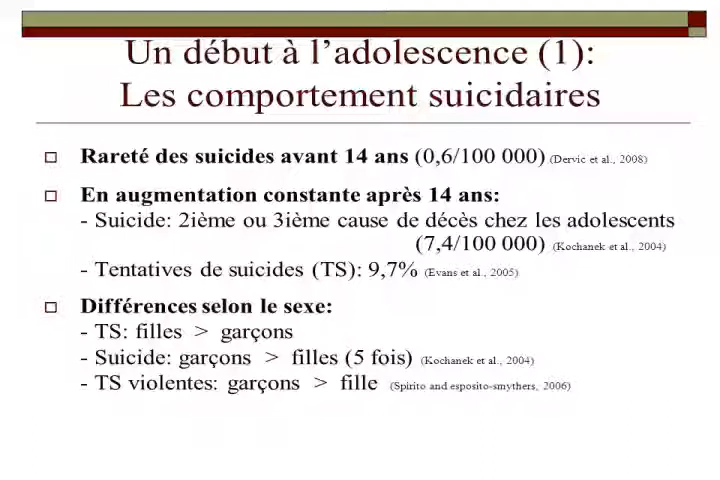 Un début à l'adolescence (1):
Les comportement suicidaires
Rareté des suicides avant 14 ans (0,6/100 000) (Dervic et al., 2008)
En augmentation constante après 14 ans:
- Suicide: 2ième ou 3ième cause de décès chez les adolescents
(7,4/100 000) (Kochanek et al., 2004)
- Tentatives de suicides (TS): 9,7% (Evans et al., 2005)
Différences selon le sexe:
- TS: filles > garçons
- Suicide: garçons > filles (5 fois) (Kochanek et al., 2004)
- TS violentes: garçons > fille (Spirito and esposito-smythers, 2006)